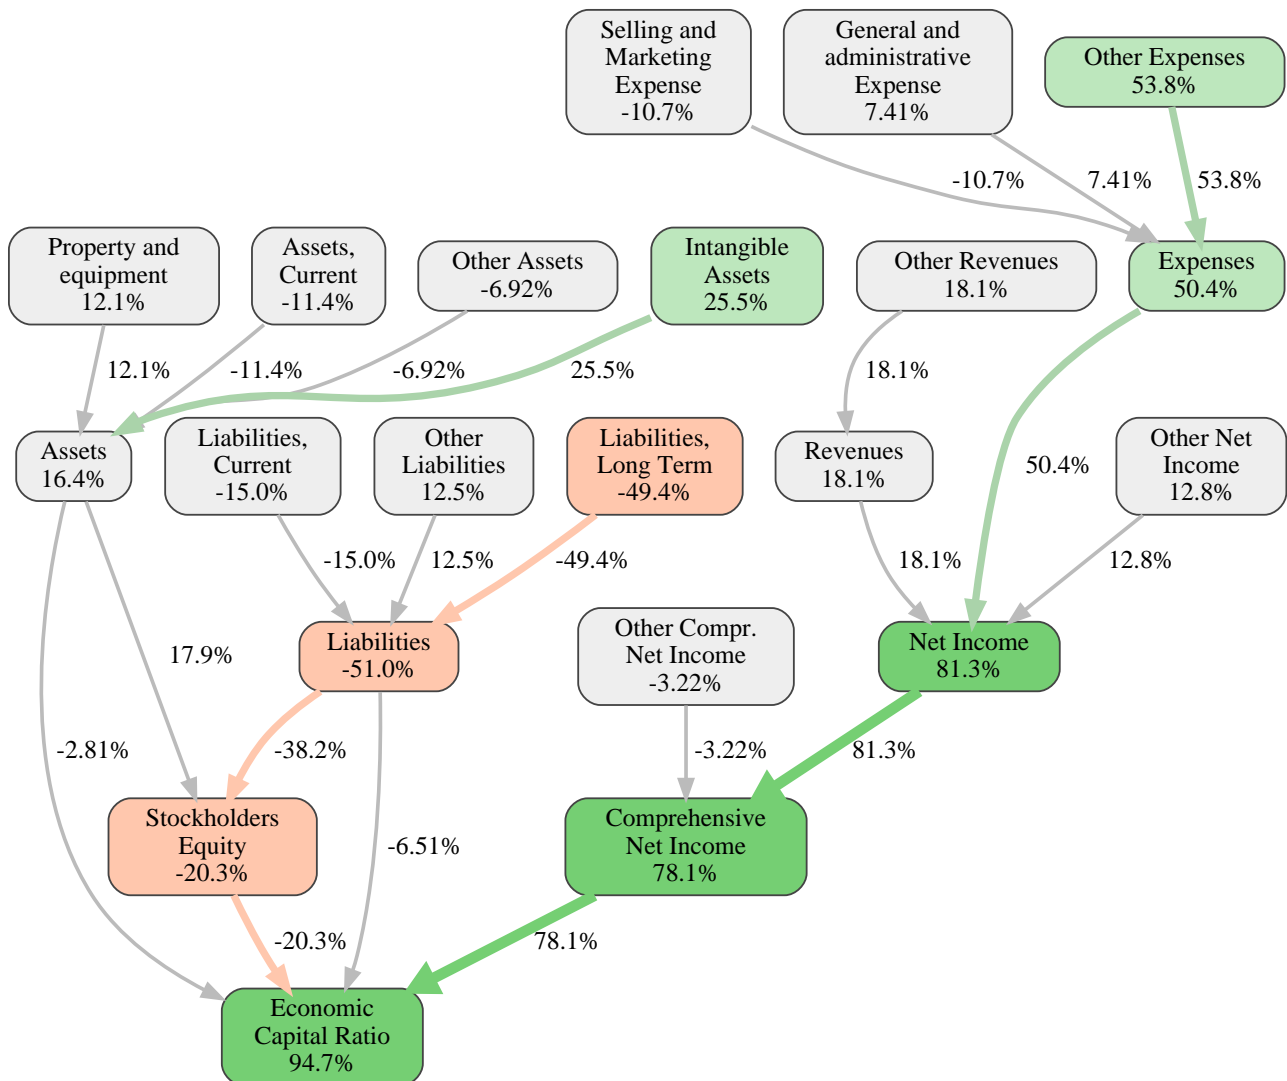 Selling and
Marketing
Expense
-10.7%
General and
administrative
Expense
7.41%
Other Expenses
53.8%
-10.7%
7.41%
53.8%
Property and
equipment
12.1%
Assets,
Current
-11.4%
Other Assets
-6.92%
Intangible
Assets
25.5%
Other Revenues
18.1%
Expenses
50.4%
12.1%
-11.4%
-6.92%
25.5%
18.1%
Assets
16.4%
Liabilities,
Current
-15.0%
Other
Liabilities
12.5%
Liabilities,
Long Term
-49.4%
Revenues
18.1%
50.4%
Other Net
Income
12.8%
-15.0%
12.5%
-49.4%
18.1%
12.8%
17.9%
Liabilities
-51.0%
Other Compr.
Net Income
-3.22%
Net Income
81.3%
-2.81%
-38.2%
-3.22%
81.3%
Stockholders
Equity
-20.3%
-6.51%
Comprehensive
Net Income
78.1%
-20.3%
78.1%
Economic
Capital Ratio
94.7%